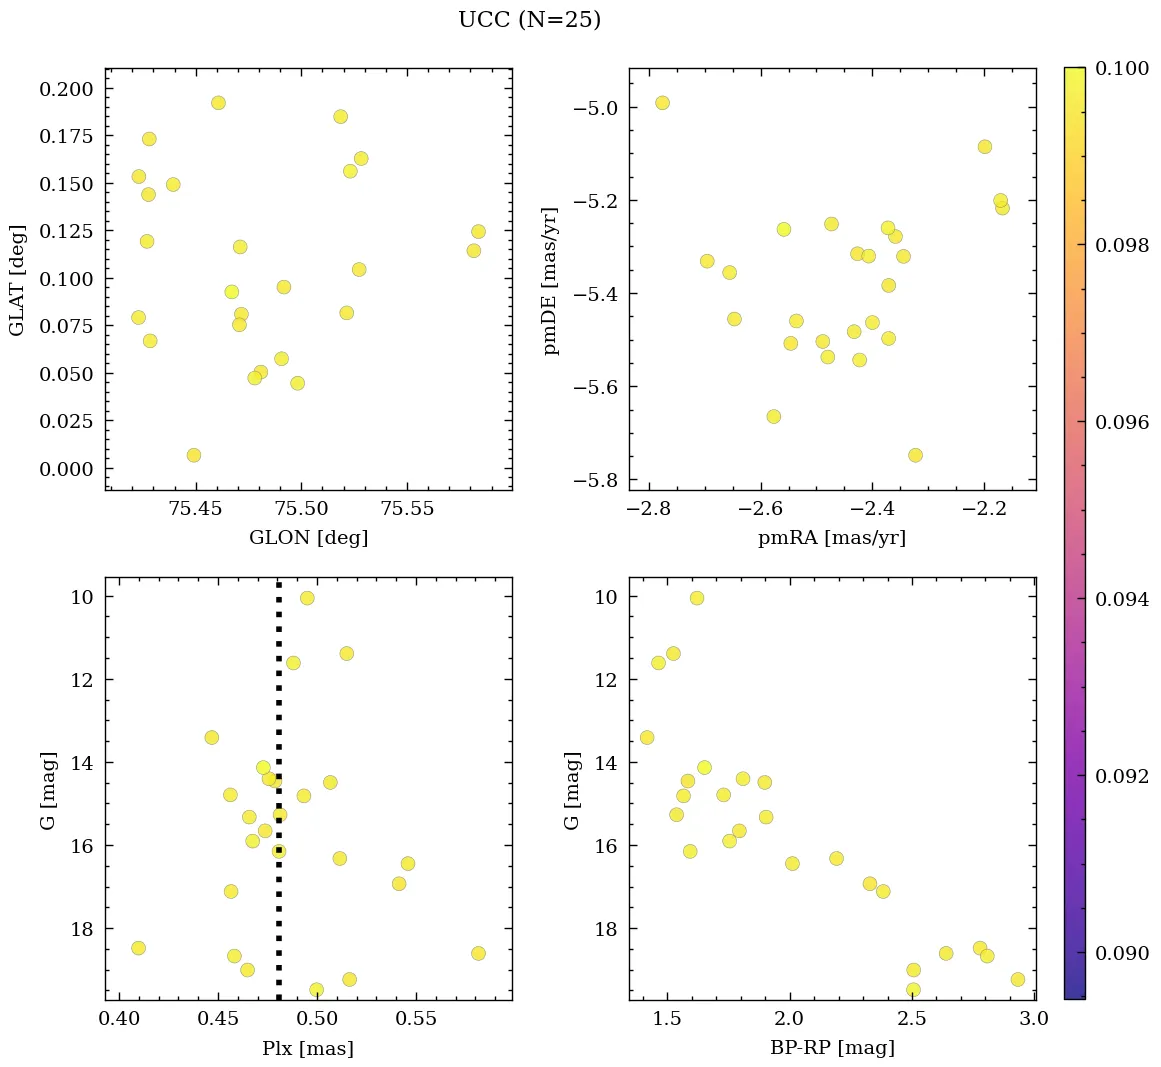 UCC (N=25)
0.200
0.175
0.150
0.125
0.100
0.075
0.050
0.025
0.000
GLAT [deg]
75.45 75.50 75.55
GLON [deg]
−5.0
−5.2
−5.4
−5.6
−5.8
pmDE [mas/yr]
−2.8 −2.6 −2.4 −2.2
pmRA [mas/yr]
10
12
14
16
18
G [mag]
0.40 0.45 0.50 0.55
Plx [mas]
10
12
14
16
18
G [mag]
1.5 2.0 2.5 3.0
BP-RP [mag]
0.100
0.098
0.096
0.094
0.092
0.090